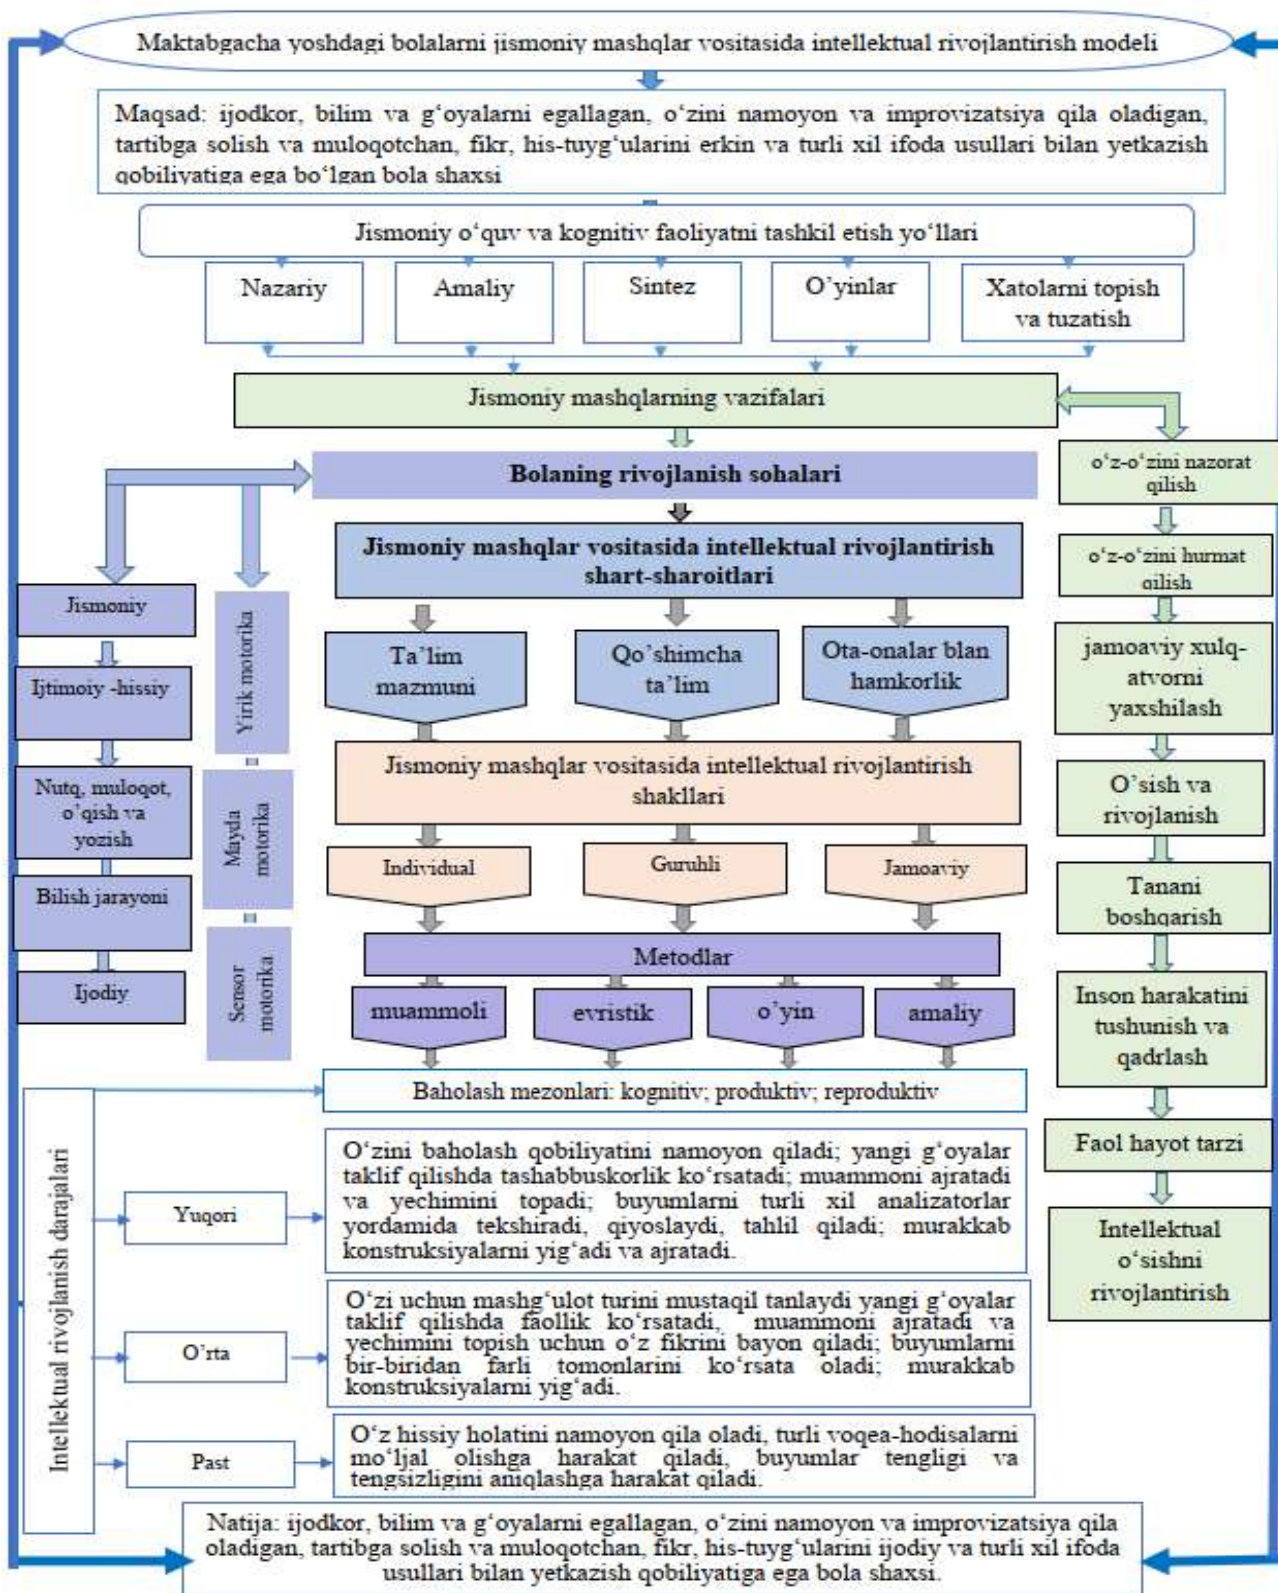 Maktabgacha yoshdagi bolalarni jismoniy mashqlar vositasida intellektual rivojlantirish modeli
Maqsad: ijodkor, bilim va g‘oyalarni egallagan, o‘zini namoyon va improvizatsiya qila oladigan,
tartibga solish va muloqotchan, fikr, his-tuyg‘ularini erkin va turli xil ifoda usullari bilan yetkazish
qobiliyatiga ega bo‘lgan bola shaxsi
Jismoniy o‘quv va kognitiv faoliyatni tashkil etish yo‘llari
Nazariy
Amaliy
Sintez
O’yinlar
Xatolarni topish
va tuzatish
Jismoniy mashqlarning vazifalari
Bolaning rivojlanish sohalari
Jismoniy mashqlar vositasida intellektual rivojlantirish
shart-sharoitlari
Ta’lim
mazmuni
Qo’shimcha
ta’lim
Ota-onalar blan
hamkorlik
Jismoniy mashqlar vositasida intellektual rivojlantirish
shakllari
Individual
Guruhli
Jamoaviy
Metodlar
muammoli
evristik
o’yin
amaliy
Jismoniy
Ijtimoiy -hissiy
Nutq, muloqot,
o’qish va
yozish
Bilish jarayoni
Ijodiy
Yirik motorika
Mayda
motorika
Sensor
motorika
o‘z-o‘zini nazorat
qilish
o‘z-o‘zini hurmat
qilish
jamoaviy xulq-
atvorni
yaxshilash
O’sish va
rivojlanish
Tanani
boshqarish
Inson harakatini
tushunish va
qadrlash
Faol hayot tarzi
Intellektual
o‘sishni
rivojlantirish
Baholash mezonlari: kognitiv; produktiv; reproduktiv
Intellektual rivojlanish darajalari
Yuqori
O‘zini baholash qobiliyatini namoyon qiladi; yangi g‘oyalar
taklif qilishda tashabbuskorlik ko‘rsatadi; muammoni ajratadi
va yechimini topadi; buyumlarni turli xil analizatorlar
yordamida tekshiradi, qiyoslaydi, tahlil qiladi; murakkab
konstruksiyalarni yig‘adi va ajratadi.
O’rta
O‘zi uchun mashg‘ulot turini mustaqil tanlaydi yangi g‘oyalar
taklif qilishda faollik ko‘rsatadi, muammoni ajratadi va
yechimini topish uchun o‘z fikrini bayon qiladi; buyumlarni
bir-biridan farli tomonlarini ko‘rsata oladi; murakkab
konstruksiyalarni yig‘adi.
Past
O‘z hissiy holatini namoyon qila oladi, turli voqea-hodisalarni
mo‘ljal olishga harakat qiladi, buyumlar tengligi va
tengsizligini aniqlashga harakat qiladi.
Natija: ijodkor, bilim va g‘oyalarni egallagan, o‘zini namoyon va improvizatsiya qila
oladigan, tartibga solish va muloqotchan, fikr, his-tuyg‘ularini ijodiy va turli xil ifoda
usullari bilan yetkazish qobiliyatiga ega bola shaxsi.